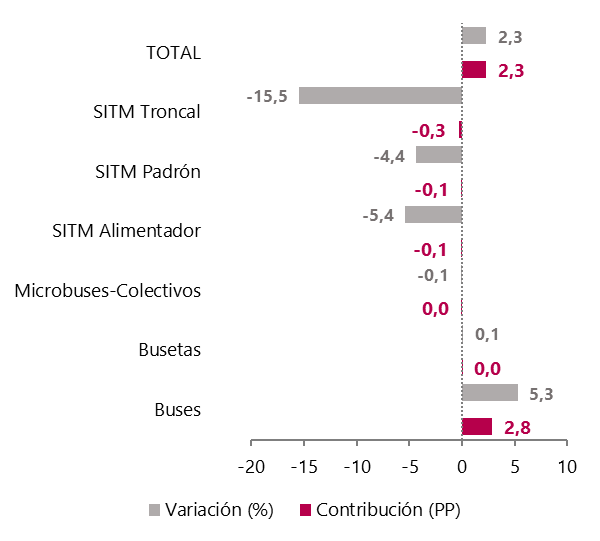 TOTAL
2,3
2,3
SITM Troncal
-15,5
-0,3
SITM Padrón
-4,4
-0,1
SITM Alimentador
-5,4
-0,1
Microbuses-Colectivos
-0,1
0,0
Busetas
0,1
0,0
Buses
5,3
2,8
-20 -15 -10 -5 0 5 10
Variación (%) Contribución (PP)